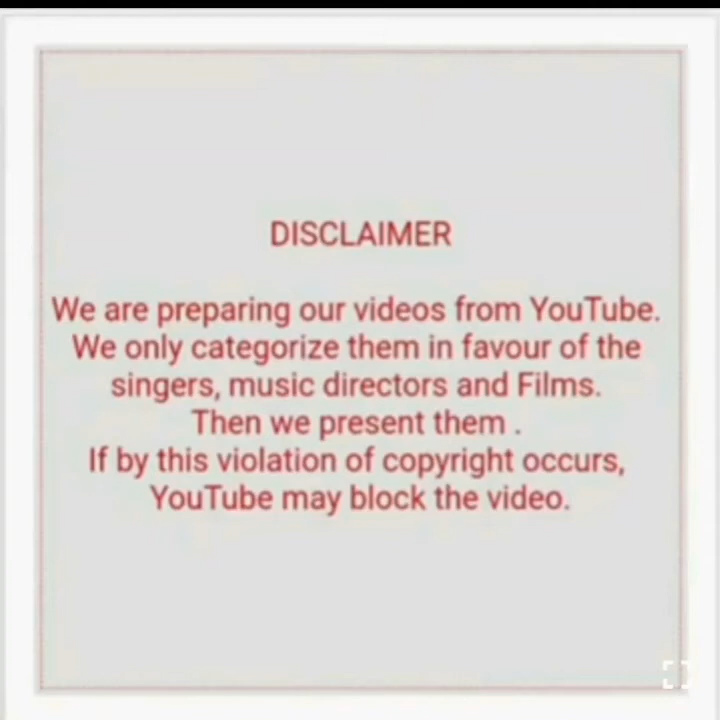 DISCLAIMER
We are preparing our videos from YouTube.
We only categorize them in favour of the
singers, music directors and Films.
Then we present them .
If by this violation of copyright occurs,
YouTube may block the video.